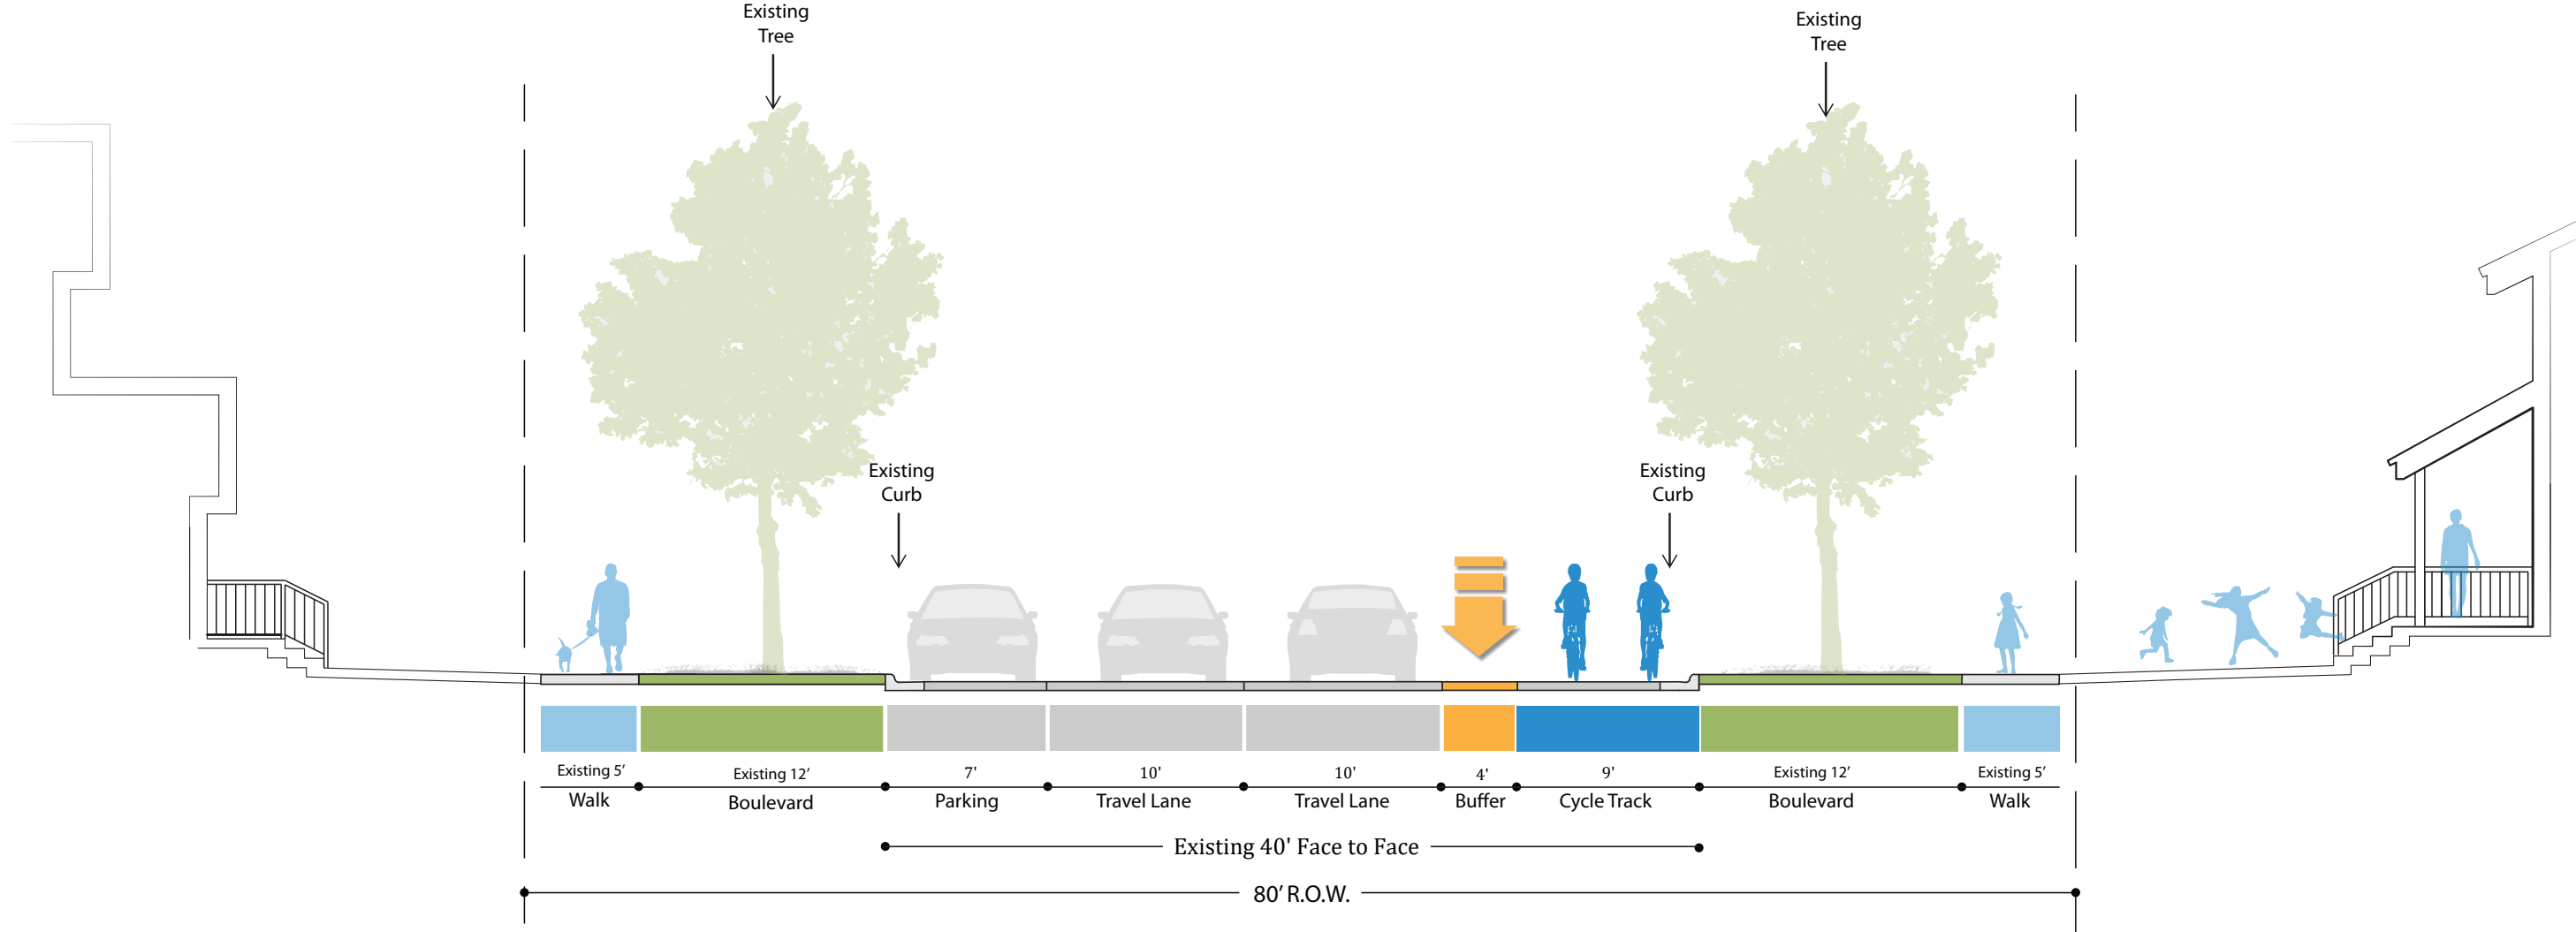 Existing
Tree
Existing
Tree
Existing
Curb
Existing
Curb
Existing 5’
Existing 12’
7'
10'
10'
4'
9'
Existing 12’
Existing 5’
Walk
Boulevard
Parking
Travel Lane
Travel Lane
Buffer
Cycle Track
Boulevard
Walk
Existing 40' Face to Face
80’ R.O.W.